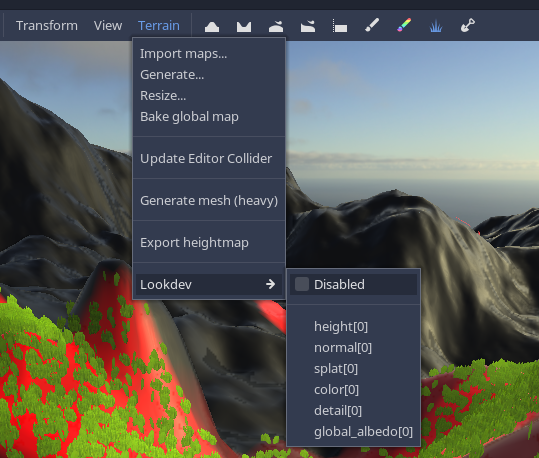 Transform View Terrain
Import maps...
Generate...
Resize...
Bake global map
Update Editor Collider
Generate mesh (heavy)
Export heightmap
Lookdev
Disabled
height[0]
normal[0]
splat[0]
color[0]
detail[0]
global_albedo[0]